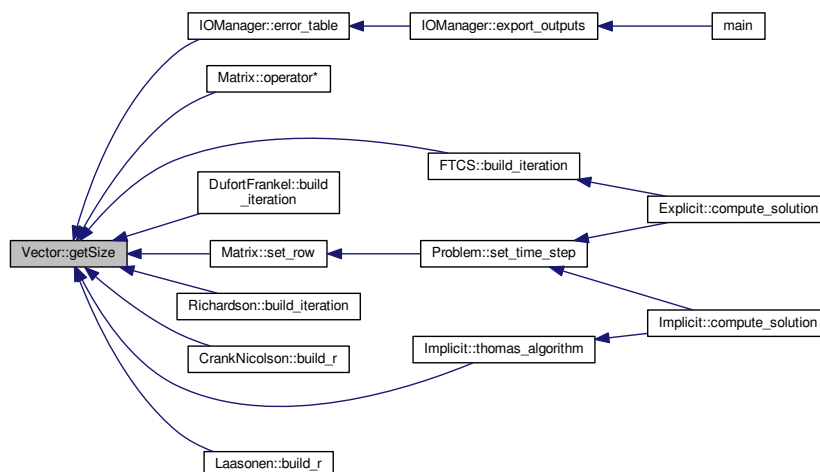 IOManager::error_table
IOManager::export_outputs
main
Matrix::operator*
FTCS::build_iteration
DufortFrankel::build
_iteration
Explicit::compute_solution
Vector::getSize
Matrix::set_row
Problem::set_time_step
Richardson::build_iteration
Implicit::compute_solution
CrankNicolson::build_r
Implicit::thomas_algorithm
Laasonen::build_r